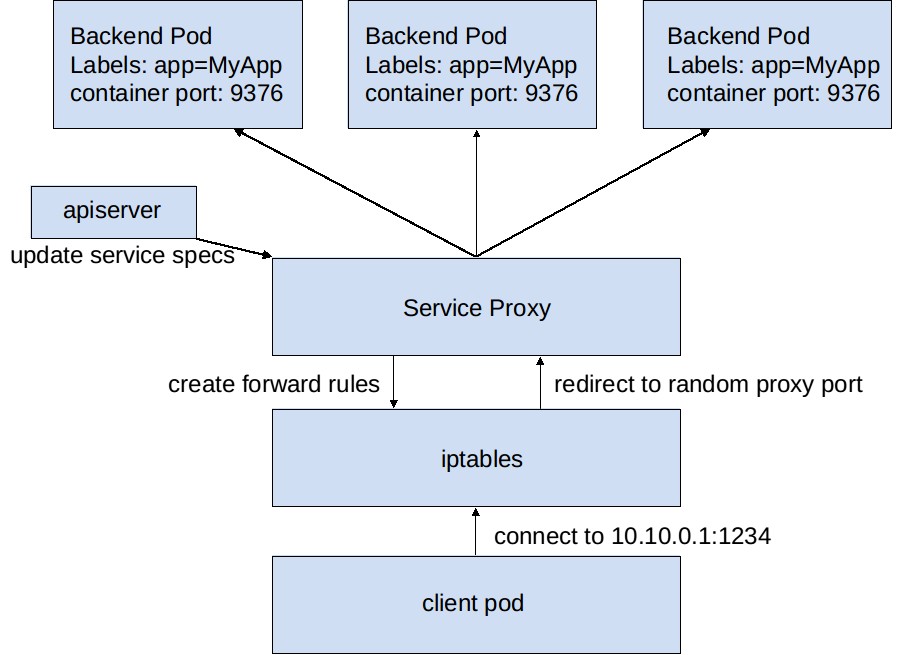 Backend Pod
Labels: app=MyApp
container port: 9376
Backend Pod
Labels: app=MyApp
container port: 9376
Backend Pod
Labels: app=MyApp
container port: 9376
apiserver
update service specs
Service Proxy
create forward rules
redirect to random proxy port
iptables
connect to 10.10.0.1:1234
client pod